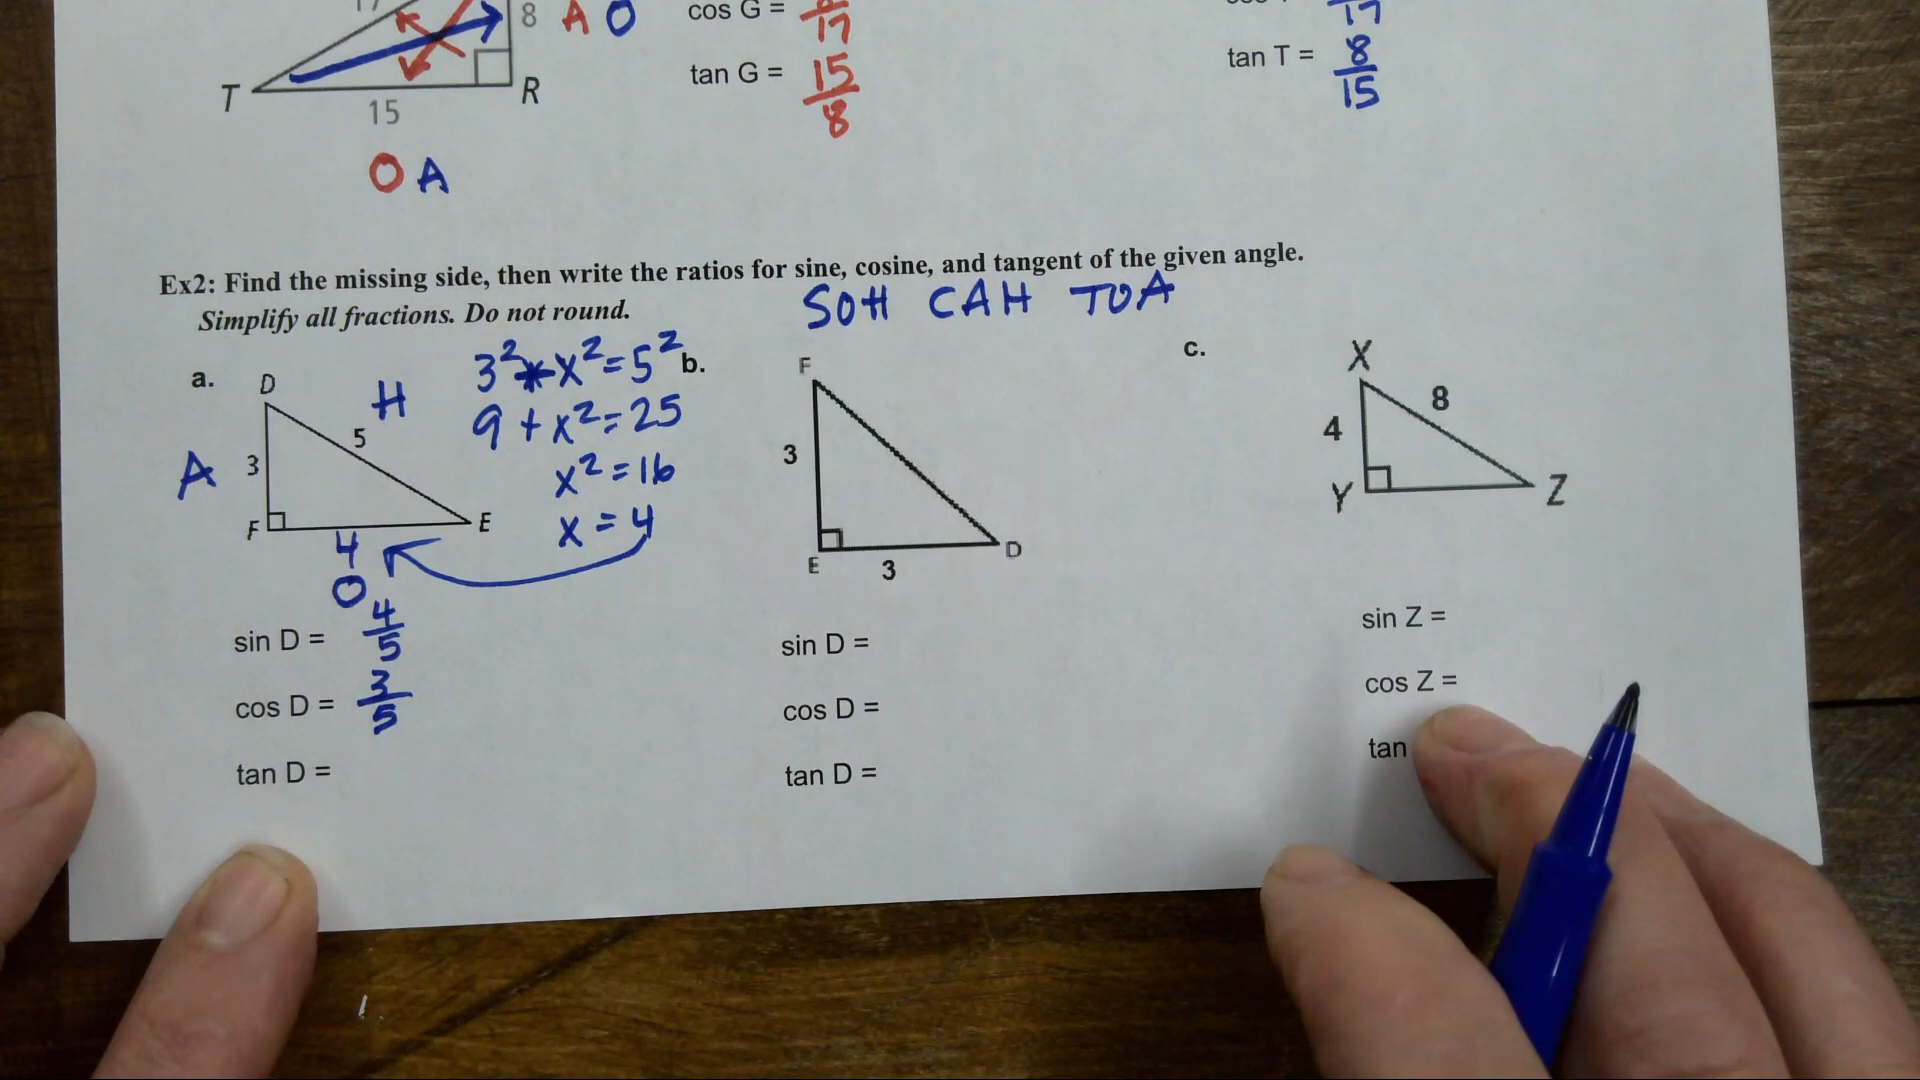 8 A O
cos G = 17
17
T
R
15
tan G = 15/8
tan T = 8/15
O A
Ex2: Find the missing side, then write the ratios for sine, cosine, and tangent of the given angle.
Simplify all fractions. Do not round.
SOH CAH TOA
a.
D
H
5
A
3
F
E
4
O
3² + x² = 5²
9 + x² = 25
x² = 16
x = 4
sin D = 4/5
cos D = 3/5
tan D =
b.
F
3
E
3
D
sin D =
cos D =
tan D =
c.
X
8
4
Y
Z
sin Z =
cos Z =
tan